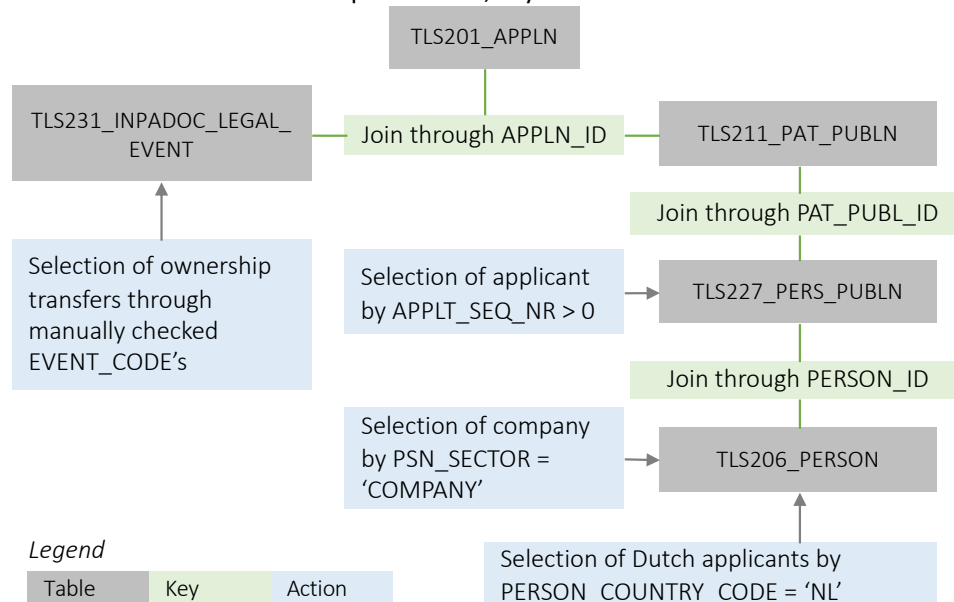 TLS201_APPLN
TLS231_INPADOC_LEGAL_
EVENT
Join through APPLN_ID
TLS211_PAT_PUBLN
Join through PAT_PUBL_ID
Selection of ownership
transfers through
manually checked
EVENT_CODE's
Selection of applicant
by APPLT_SEQ_NR > 0
TLS227_PERS_PUBLN
Join through PERSON_ID
Selection of company
by PSN_SECTOR =
‘COMPANY’
TLS206_PERSON
Legend
Table
Key
Action
Selection of Dutch applicants by
PERSON_COUNTRY_CODE = ‘NL’